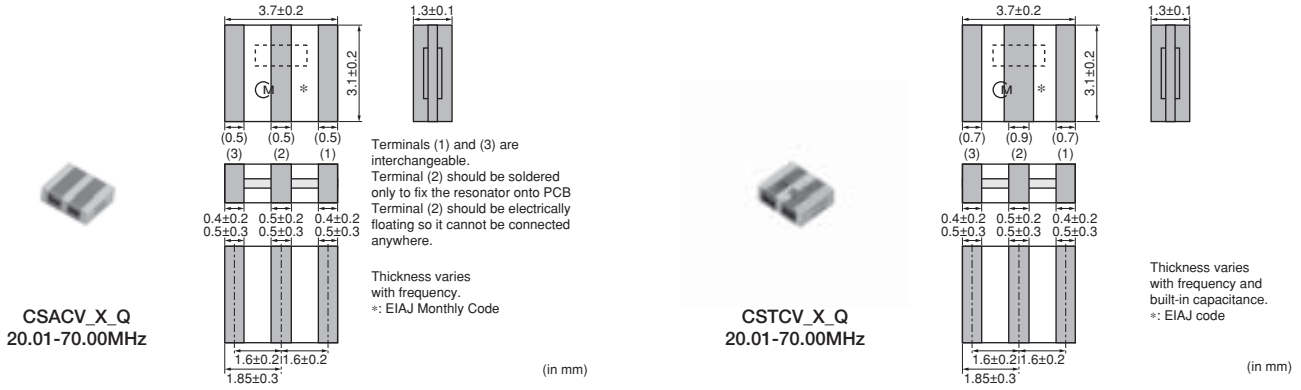 3.7±0.2
1.3±0.1
3.1±0.2
M
*
(0.5) (0.5) (0.5)
(3) (2) (1)
0.4±0.2 0.5±0.2 0.4±0.2
0.5±0.3 0.5±0.3 0.5±0.3
1.6±0.2 1.6±0.2
1.85±0.3
Terminals (1) and (3) are
interchangeable.
Terminal (2) should be soldered
only to fix the resonator onto PCB
Terminal (2) should be electrically
floating so it cannot be connected
anywhere.
Thickness varies
with frequency.
*: EIAJ Monthly Code
CSACV_X_Q
20.01-70.00MHz
(in mm)
3.7±0.2
1.3±0.1
3.1±0.2
M
*
(0.7) (0.9) (0.7)
(3) (2) (1)
0.4±0.2 0.5±0.2 0.4±0.2
0.5±0.3 0.5±0.3 0.5±0.3
1.6±0.2 1.6±0.2
1.85±0.3
Thickness varies
with frequency and
built-in capacitance.
*: EIAJ code
CSTCV_X_Q
20.01-70.00MHz
(in mm)